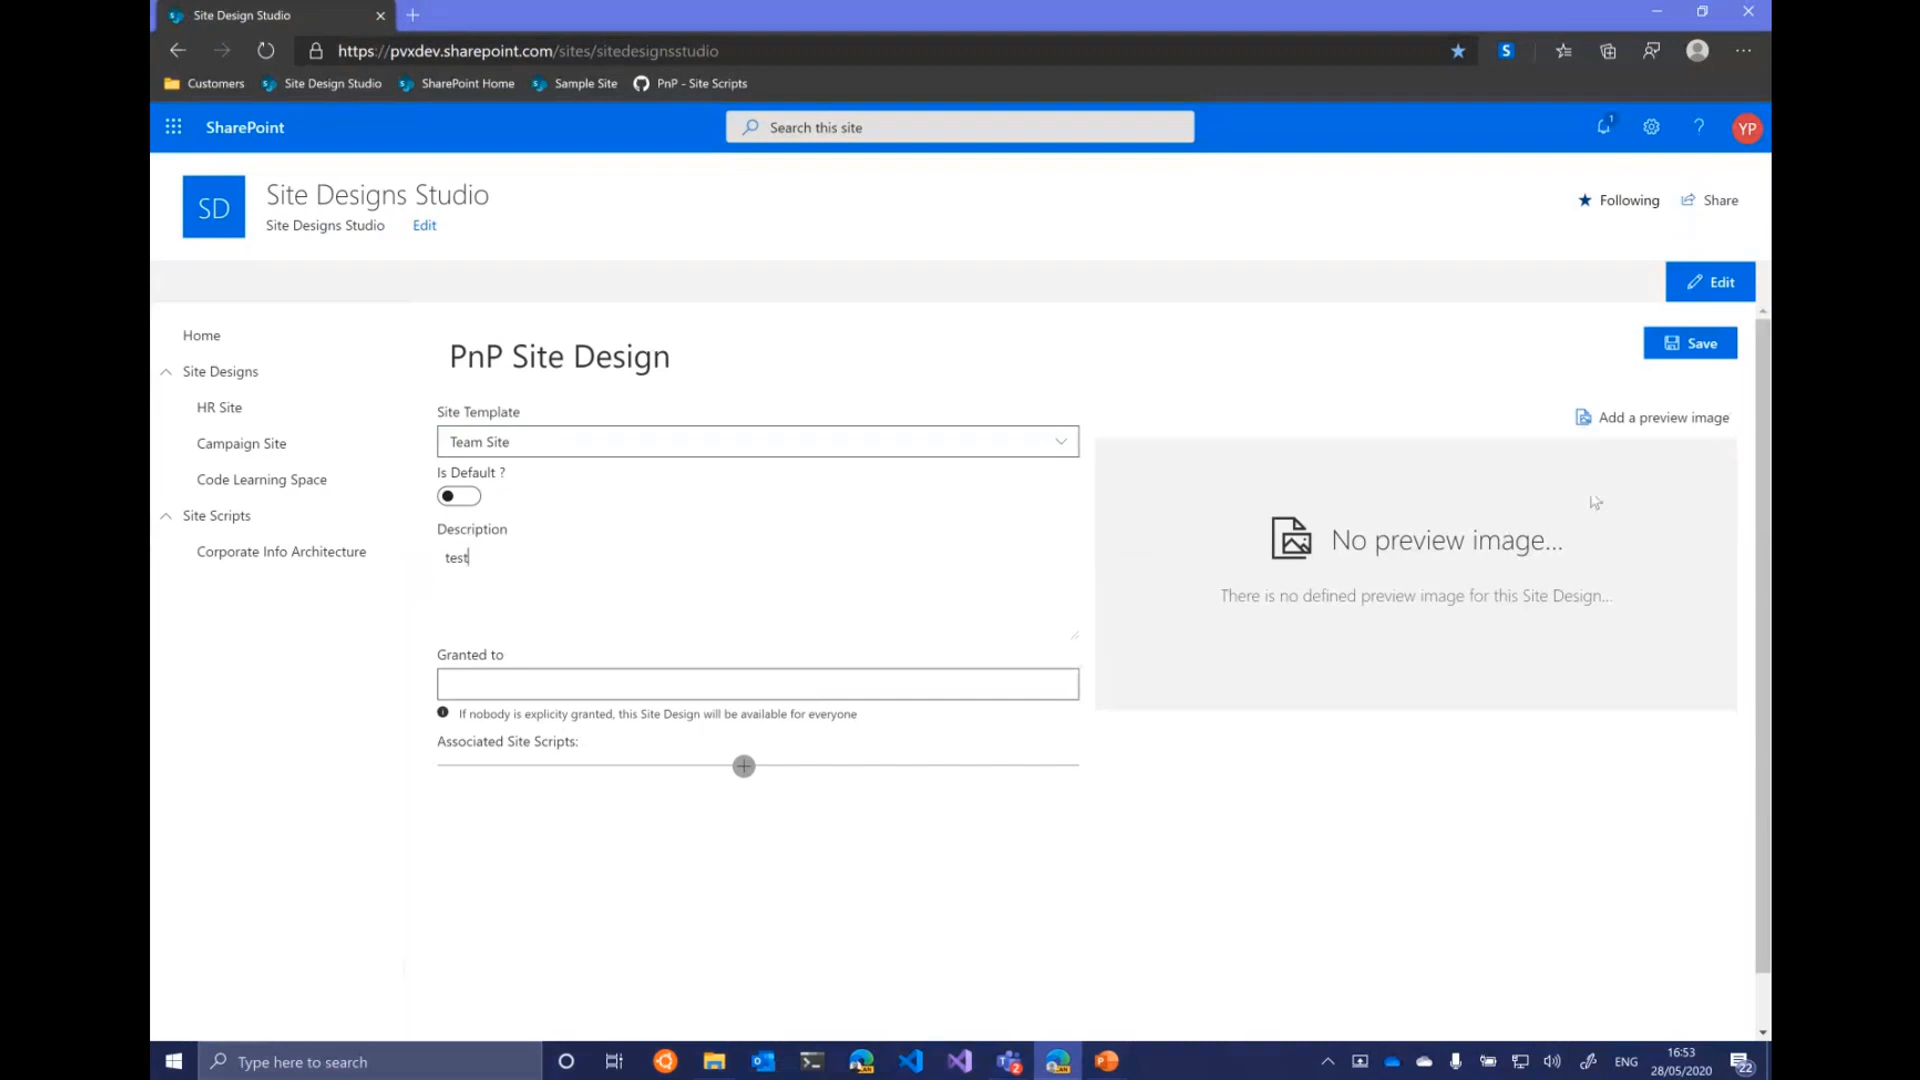 Site Design Studio
https://pvxdev.sharepoint.com/sites/sitedesignsstudio
S
Customers
Site Design Studio
SharePoint Home
Sample Site
PnP - Site Scripts
SharePoint
Search this site
1
YP
SD
Site Designs Studio
Site Designs Studio
Edit
Following
Share
Edit
Home
Site Designs
HR Site
Campaign Site
Code Learning Space
Site Scripts
Corporate Info Architecture
PnP Site Design
Save
Site Template
Team Site
Is Default ?
Description
test
Granted to
If nobody is explicity granted, this Site Design will be available for everyone
Associated Site Scripts:
Add a preview image
No preview image...
There is no defined preview image for this Site Design...
Type here to search
2
ENG
16:53
28/05/2020
22